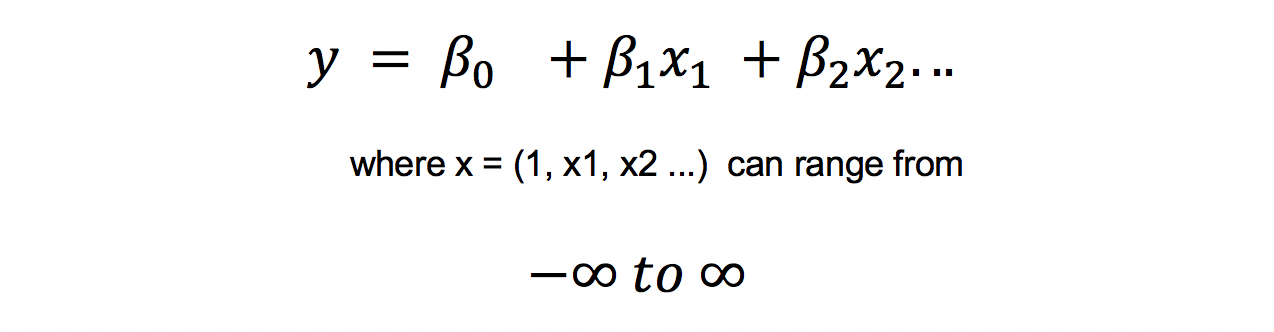 y = β₀ + β₁x₁ + β₂x₂...
where x = (1, x1, x2 ...) can range from
−∞ to ∞